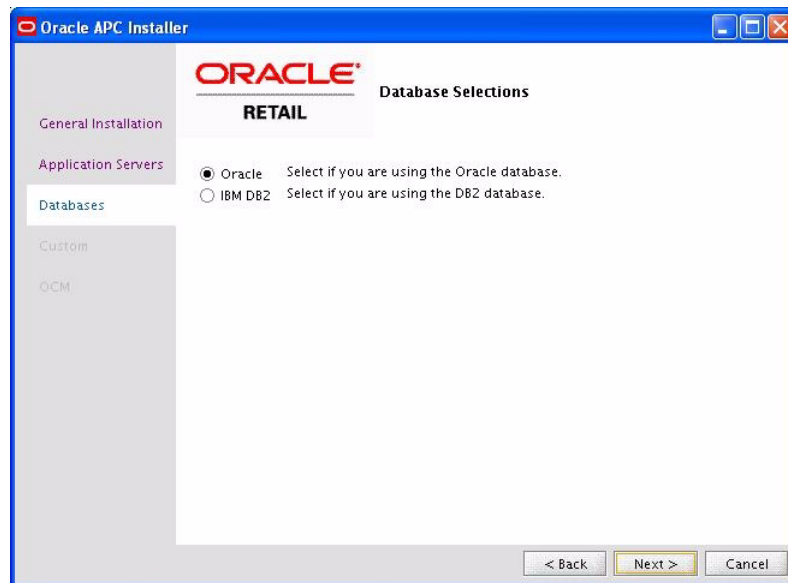 Oracle APC Installer
ORACLE
RETAIL
Database Selections
General Installation
Application Servers
Databases
Custom
OCM
Oracle Select if you are using the Oracle database.
IBM DB2 Select if you are using the DB2 database.
< Back Next > Cancel